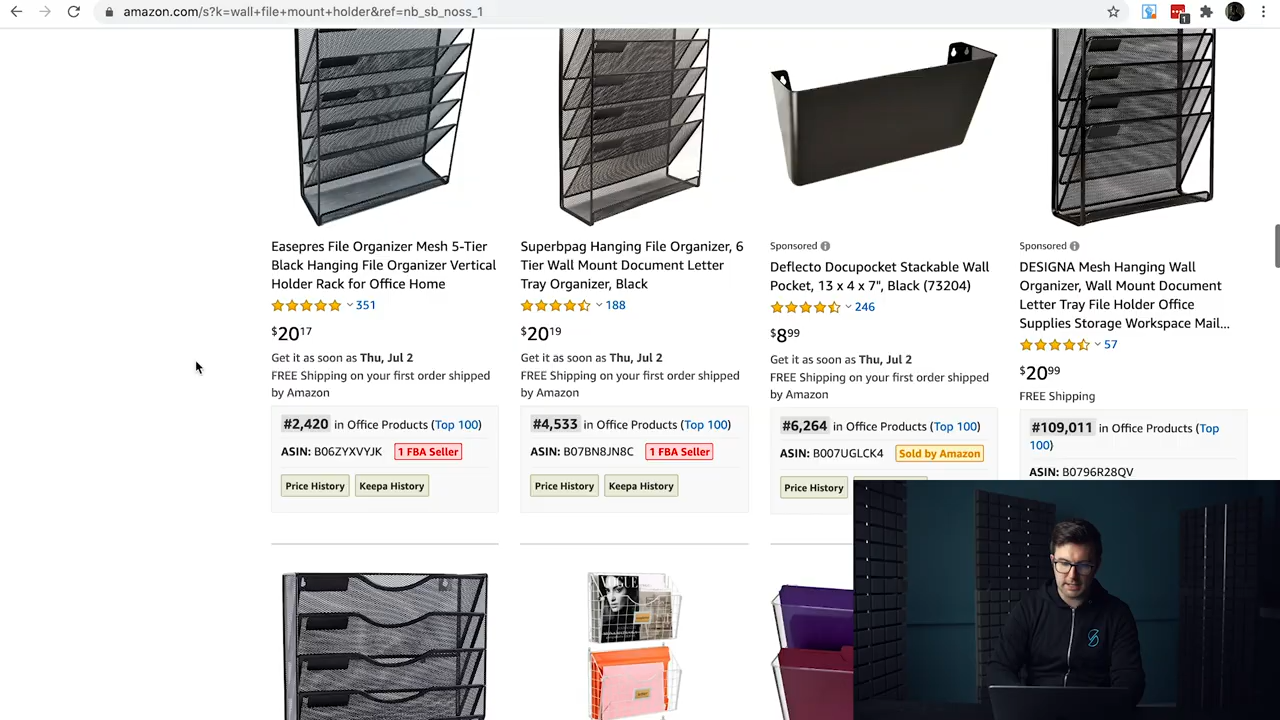 amazon.com/s?k=wall+file+mount+holder&ref=nb_sb_noss_1
1
Easepres File Organizer Mesh 5-Tier
Black Hanging File Organizer Vertical
Holder Rack for Office Home
351
$2017
Get it as soon as Thu, Jul 2
FREE Shipping on your first order shipped
by Amazon
#2,420 in Office Products (Top 100)
ASIN: B06ZYXVYJK 1 FBA Seller
Price History Keepa History
Superbpag Hanging File Organizer, 6
Tier Wall Mount Document Letter
Tray Organizer, Black
188
$2019
Get it as soon as Thu, Jul 2
FREE Shipping on your first order shipped
by Amazon
#4,533 in Office Products (Top 100)
ASIN: B07BN8JN8C 1 FBA Seller
Price History Keepa History
Sponsored
Deflecto Docupocket Stackable Wall
Pocket, 13 x 4 x 7", Black (73204)
246
$899
Get it as soon as Thu, Jul 2
FREE Shipping on your first order shipped
by Amazon
#6,264 in Office Products (Top 100)
ASIN: B007UGLCK4 Sold by Amazon
Price History
Sponsored
DESIGNA Mesh Hanging Wall
Organizer, Wall Mount Document
Letter Tray File Holder Office
Supplies Storage Workspace Mail...
57
$2099
FREE Shipping
#109,011 in Office Products (Top
100)
ASIN: B0796R28QV
VOGUE